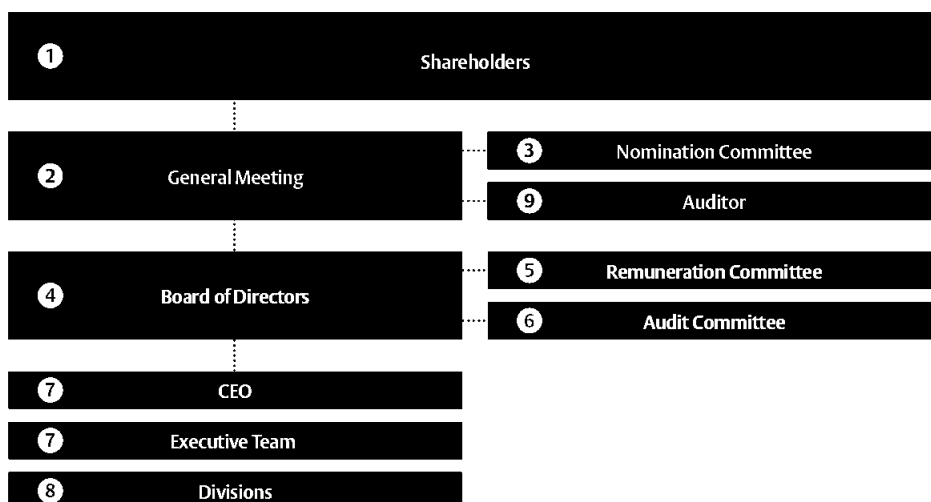 1 Shareholders
2 General Meeting
3 Nomination Committee
9 Auditor
4 Board of Directors
5 Remuneration Committee
6 Audit Committee
7 CEO
7 Executive Team
8 Divisions